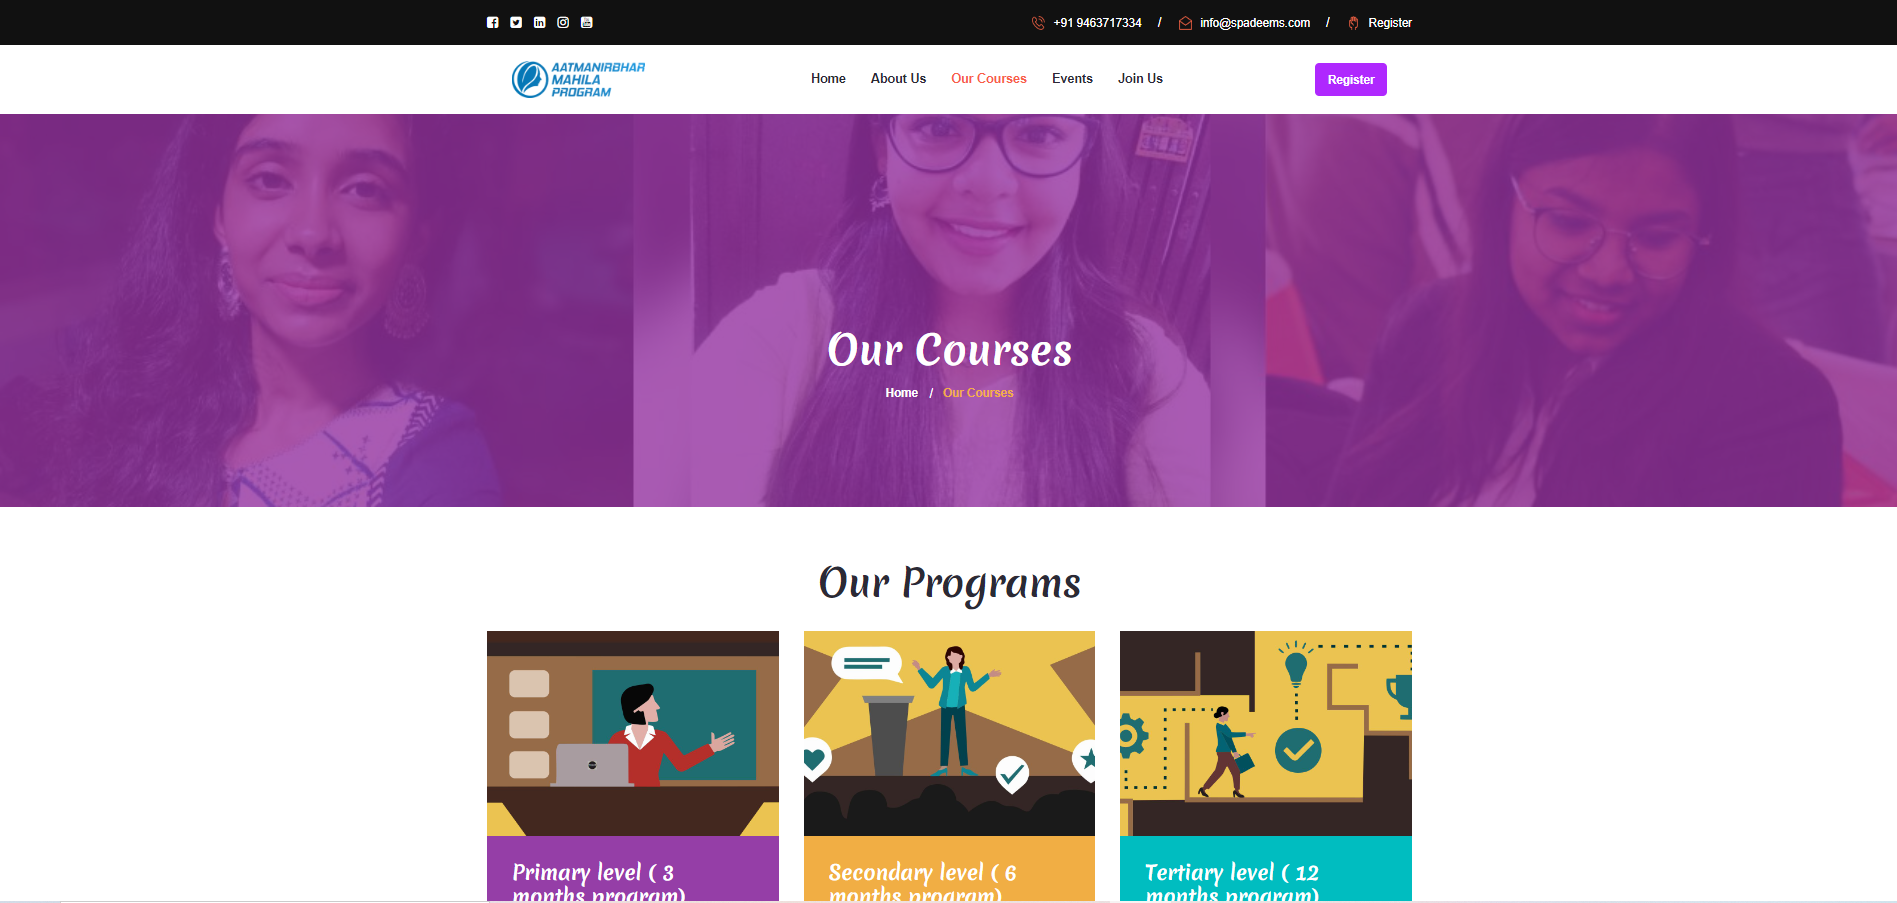 +91 9463717334 / info@spadeems.com / Register
AATMANIRBHAR
MAHILA
PROGRAM
Home About Us Our Courses Events Join Us
Register
Our Courses
Home / Our Courses
Our Programs
Primary level ( 3
months program)
Secondary level ( 6
months program)
Tertiary level ( 12
months program)